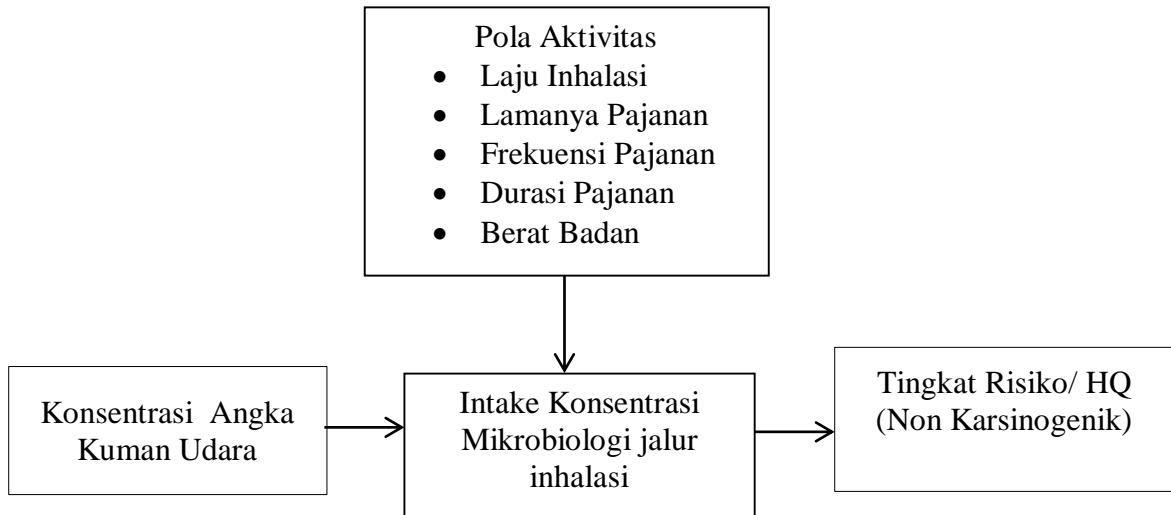 Pola Aktivitas
• Laju Inhalasi
• Lamanya Pajanan
• Frekuensi Pajanan
• Durasi Pajanan
• Berat Badan
Konsentrasi Angka
Kuman Udara
Intake Konsentrasi
Mikrobiologi jalur
inhalasi
Tingkat Risiko/ HQ
(Non Karsinogenik)